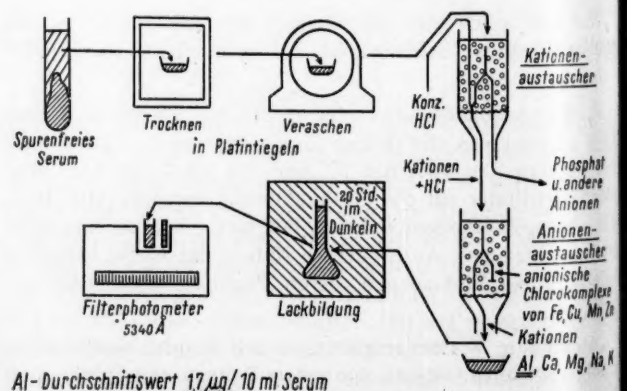 Spurenfreies
Serum
Trocknen
Veraschen
in Platintiegeln
Konz.
HCl
Kationen-
austauscher
Kationen
+HCl
Phosphat
u. andere
Anionen
Anionen-
austauscher
anionische
Chlorokomplexe
von Fe, Cu, Mn, Zn
Kationen
Al, Ca, Mg, Na, K
20 Std.
im
Dunkeln
Lackbildung
Filterphotometer
5340 Å
Al-Durchschnittswert 1,7 µg/10 ml Serum